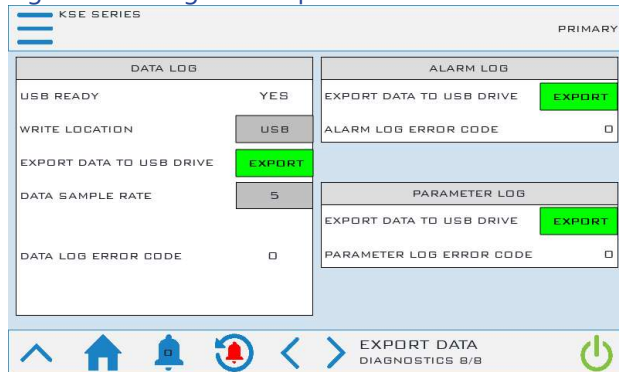 KSE SERIES
PRIMARY
DATA LOG
USB READY YES
WRITE LOCATION USB
EXPORT DATA TO USB DRIVE EXPORT
DATA SAMPLE RATE 5
DATA LOG ERROR CODE 0
ALARM LOG
EXPORT DATA TO USB DRIVE EXPORT
ALARM LOG ERROR CODE 0
PARAMETER LOG
EXPORT DATA TO USB DRIVE EXPORT
PARAMETER LOG ERROR CODE 0
0
EXPORT DATA
DIAGNOSTICS 8/8